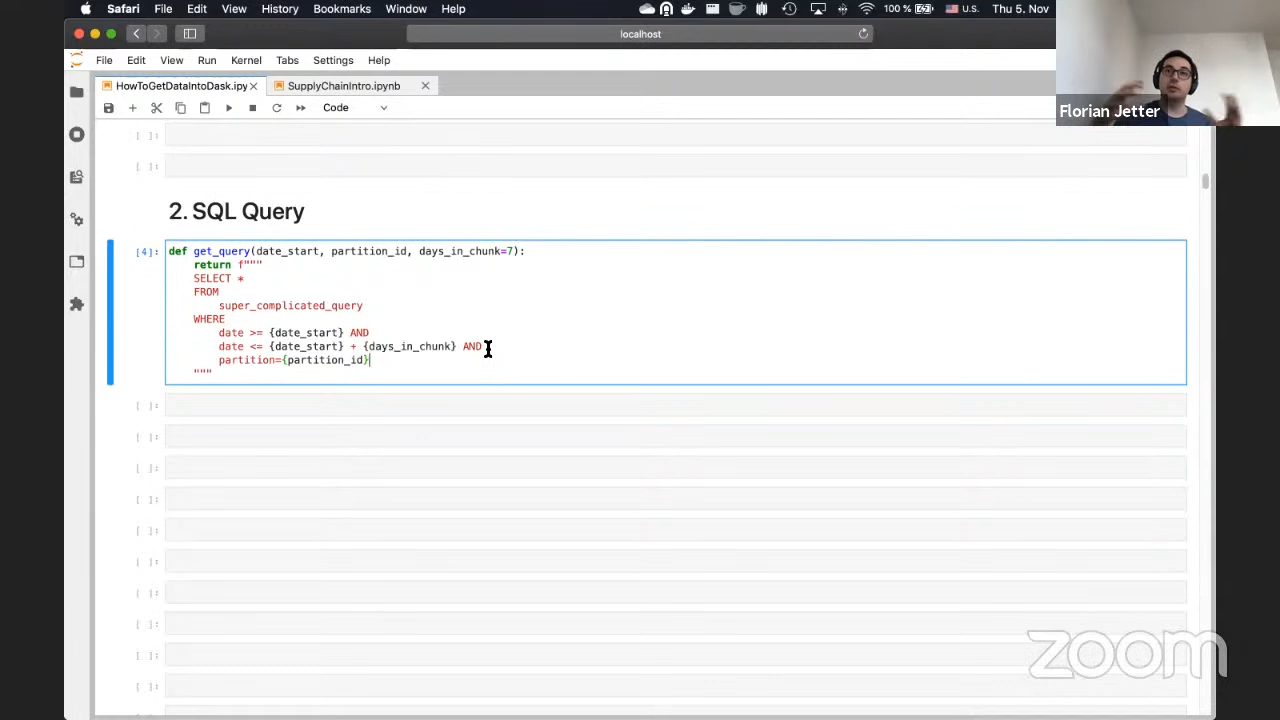 Safari File Edit View History Bookmarks Window Help 100 % U.S. Thu 5. Nov
localhost
File Edit View Run Kernel Tabs Settings Help
HowToGetDataIntoDask.ipy SupplyChainIntro.ipynb
Code
Florian Jetter
[ ]:
[ ]:
2. SQL Query
[4]: def get_query(date_start, partition_id, days_in_chunk=7):
return f"""
SELECT *
FROM
super_complicated_query
WHERE
date >= {date_start} AND
date <= {date_start} + {days_in_chunk} AND
partition={partition_id}
"""
[ ]:
[ ]:
[ ]:
[ ]:
[ ]:
[ ]:
[ ]:
[ ]:
[ ]:
[ ]:
zoom